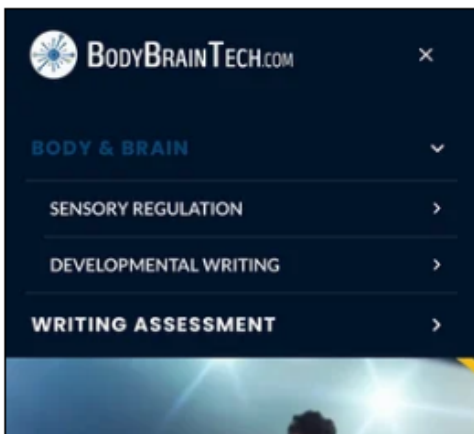 BODYBRAINTECH.COM
BODY & BRAIN
SENSORY REGULATION
DEVELOPMENTAL WRITING
WRITING ASSESSMENT